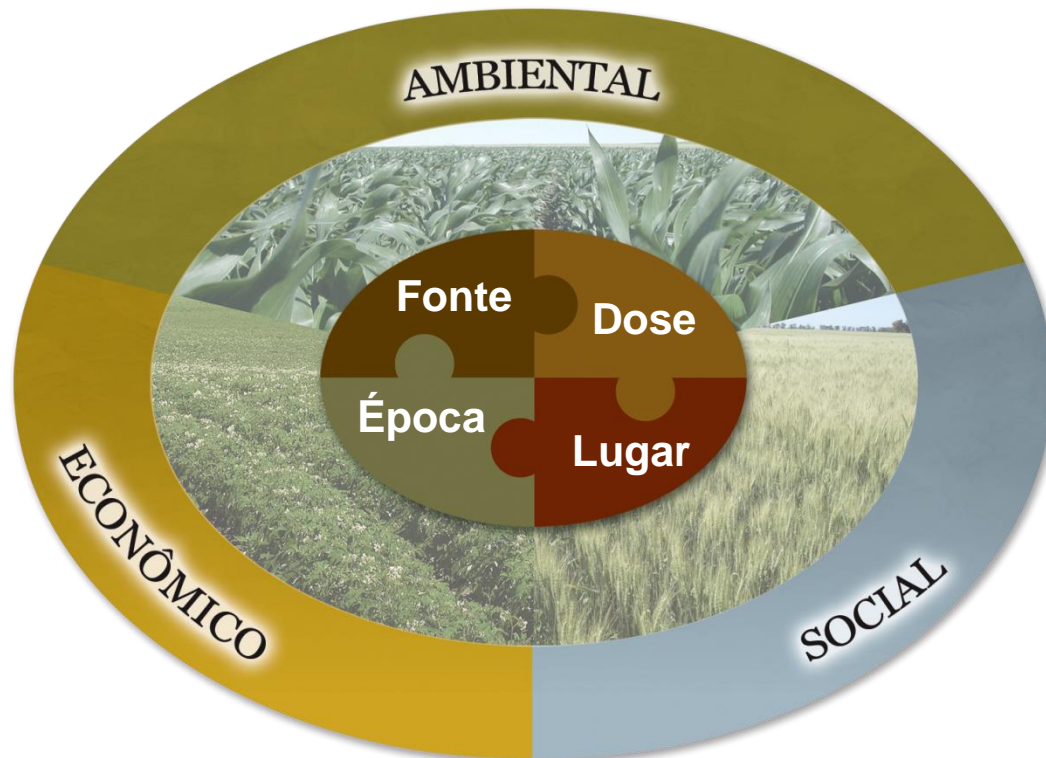 AMBIENTAL
Fonte
Dose
Época
Lugar
ECONÔMICO
SOCIAL